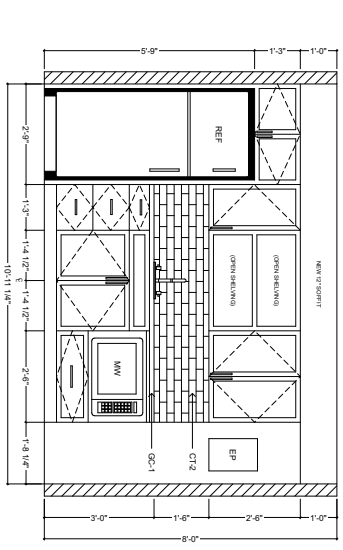 5'-9"
1'-3"
1'-0"
REF
NEW 12" SOFFIT
(OPEN SHELVING)
(OPEN SHELVING)
MW
EP
CT-2
GC-1
2'-9"
1'-3"
1'-4 1/2"
1'-4 1/2"
2'-6"
1'-8 1/4"
10'-11 1/4"
3'-0"
1'-6"
2'-6"
1'-0"
8'-0"